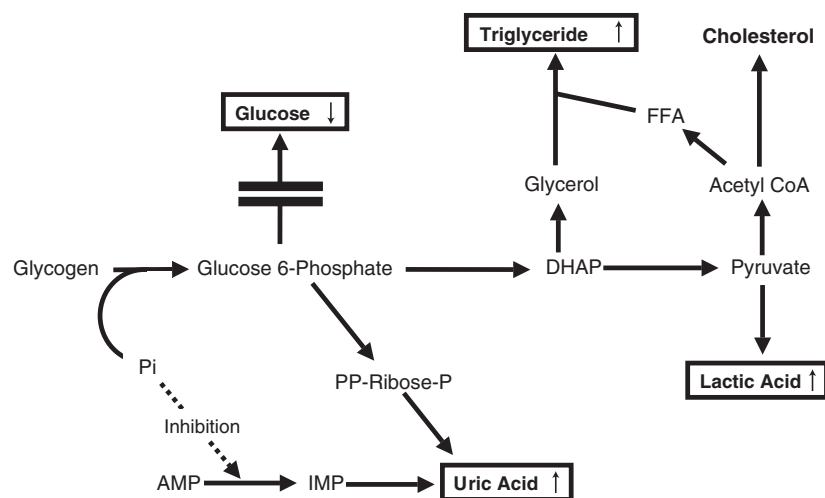 Triglyceride ↑
Cholesterol
Glucose ↓
FFA
Glycerol
Acetyl CoA
Glycogen
Glucose 6-Phosphate
DHAP
Pyruvate
Pi
PP-Ribose-P
Lactic Acid ↑
Inhibition
AMP
IMP
Uric Acid ↑